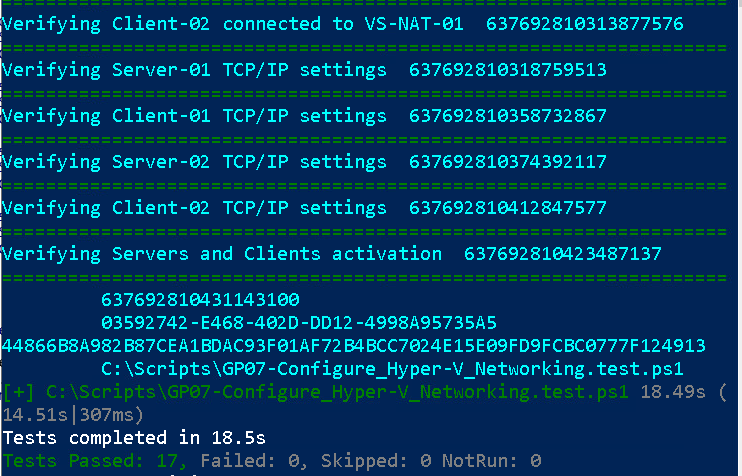 ==================================================================
Verifying Client-02 connected to VS-NAT-01  637692810313877576
==================================================================
Verifying Server-01 TCP/IP settings  637692810318759513
==================================================================
Verifying Client-01 TCP/IP settings  637692810358732867
==================================================================
Verifying Server-02 TCP/IP settings  637692810374392117
==================================================================
Verifying Client-02 TCP/IP settings  637692810412847577
==================================================================
Verifying Servers and Clients activation  637692810423487137
==================================================================
637692810431143100
03592742-E468-402D-DD12-4998A95735A5
44866B8A982B87CEA1BDAC93F01AF72B4BCC7024E15E09FD9FCBC0777F124913
C:\Scripts\GP07-Configure_Hyper-V_Networking.test.ps1
[+] C:\Scripts\GP07-Configure_Hyper-V_Networking.test.ps1 18.49s (
14.51s|307ms)
Tests completed in 18.5s
Tests Passed: 17, Failed: 0, Skipped: 0 NotRun: 0